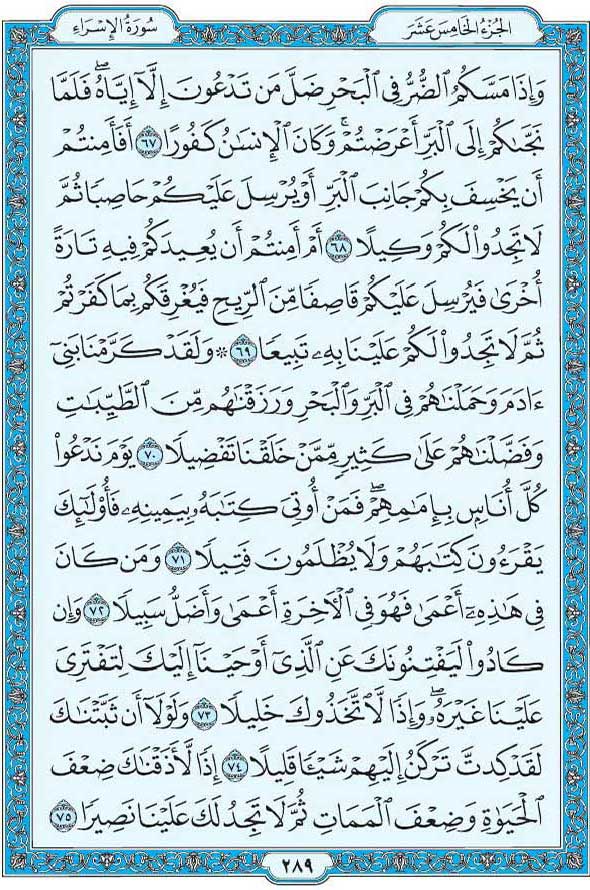 الجُزءُ الخَامِسَ عَشَرَ
سُورَةُ الإِسْرَاءِ
وَإِذَا مَسَّكُمُ ٱلضُّرُّ فِي ٱلْبَحْرِ ضَلَّ مَن تَدْعُونَ إِلَّآ إِيَّاهُۖ فَلَمَّا
نَجَّىٰكُمْ إِلَى ٱلْبَرِّ أَعْرَضْتُمْۚ وَكَانَ ٱلْإِنسَٰنُ كَفُورًا ٦٧ أَفَأَمِنتُمْ
أَن يَخْسِفَ بِكُمْ جَانِبَ ٱلْبَرِّ أَوْ يُرْسِلَ عَلَيْكُمْ حَاصِبًا ثُمَّ
لَا تَجِدُوا۟ لَكُمْ وَكِيلًا ٦٨ أَمْ أَمِنتُمْ أَن يُعِيدَكُمْ فِيهِ تَارَةً
أُخْرَىٰ فَيُرْسِلَ عَلَيْكُمْ قَاصِفًا مِّنَ ٱلرِّيحِ فَيُغْرِقَكُم بِمَا كَفَرْتُمْ
ثُمَّ لَا تَجِدُوا۟ لَكُمْ عَلَيْنَا بِهِۦ تَبِيعًا ٦٩ ۞ وَلَقَدْ كَرَّمْنَا بَنِىٓ
ءَادَمَ وَحَمَلْنَٰهُمْ فِي ٱلْبَرِّ وَٱلْبَحْرِ وَرَزَقْنَٰهُم مِّنَ ٱلطَّيِّبَٰتِ
وَفَضَّلْنَٰهُمْ عَلَىٰ كَثِيرٍ مِّمَّنْ خَلَقْنَا تَفْضِيلًا ٧٠ يَوْمَ نَدْعُوا۟
كُلَّ أُنَاسٍۭ بِإِمَٰمِهِمْۖ فَمَنْ أُوتِىَ كِتَٰبَهُۥ بِيَمِينِهِۦ فَأُو۟لَٰٓئِكَ
يَقْرَءُونَ كِتَٰبَهُمْ وَلَا يُظْلَمُونَ فَتِيلًا ٧١ وَمَن كَانَ
فِي هَٰذِهِۦٓ أَعْمَىٰ فَهُوَ فِي ٱلْءَاخِرَةِ أَعْمَىٰ وَأَضَلُّ سَبِيلًا ٧٢ وَإِن
كَادُوا۟ لَيَفْتِنُونَكَ عَنِ ٱلَّذِىٓ أَوْحَيْنَآ إِلَيْكَ لِتَفْتَرِىَ
عَلَيْنَا غَيْرَهُۥۖ وَإِذًا لَّٱتَّخَذُوكَ خَلِيلًا ٧٣ وَلَوْلَآ أَن ثَبَّتْنَٰكَ
لَقَدْ كِدتَّ تَرْكَنُ إِلَيْهِمْ شَيْـًٔا قَلِيلًا ٧٤ إِذًا لَّأَذَقْنَٰكَ ضِعْفَ
ٱلْحَيَوٰةِ وَضِعْفَ ٱلْمَمَاتِ ثُمَّ لَا تَجِدُ لَكَ عَلَيْنَا نَصِيرًا ٧٥
٢٨٩